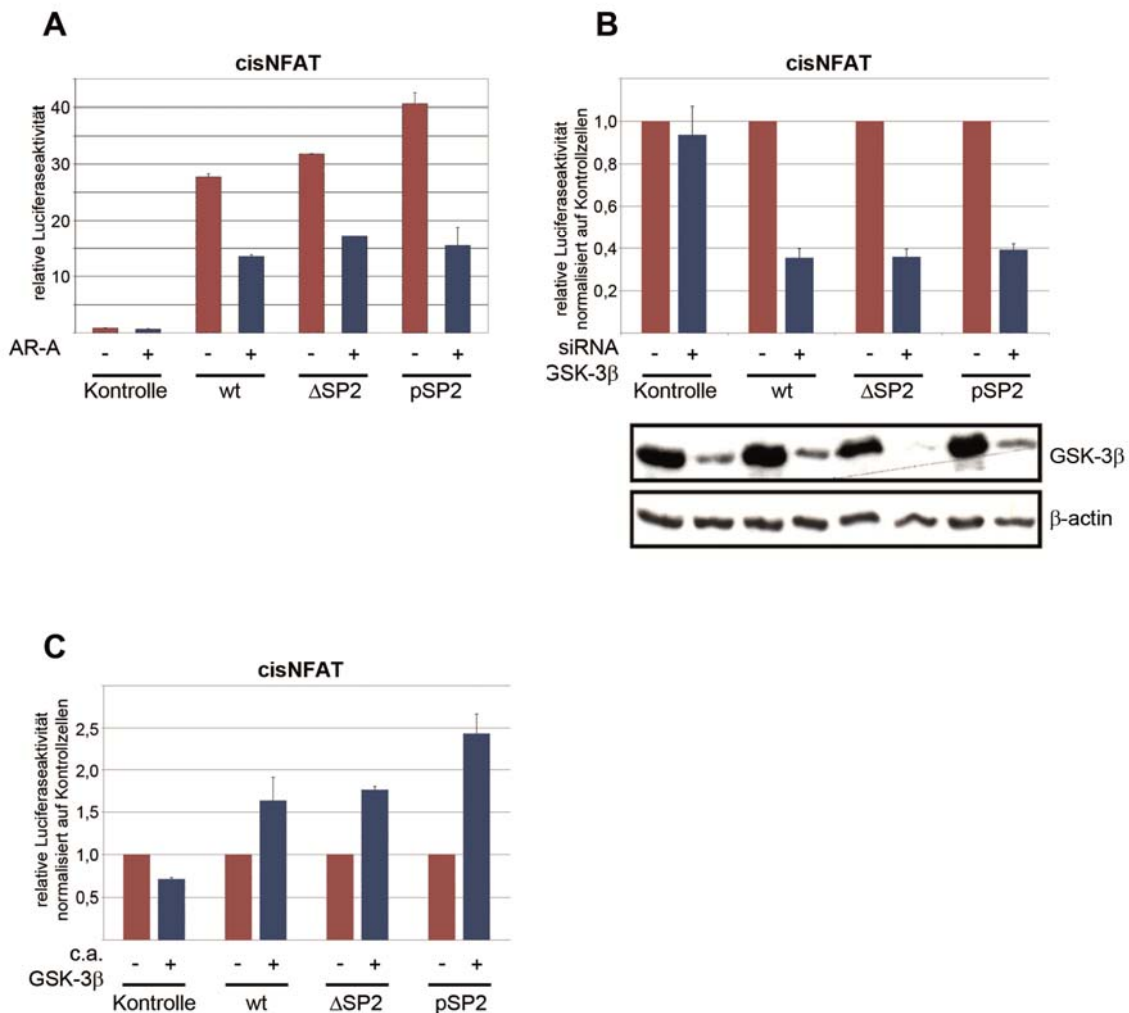 A
cisNFAT
relative Luciferaseaktivität
40
30
20
10
AR-A - + - + - + - +
Kontrolle wt ΔSP2 pSP2
B
cisNFAT
relative Luciferaseaktivität
normalisiert auf Kontrollzellen
1,0
0,8
0,6
0,4
0,2
siRNA - + - + - + - +
GSK-3β
Kontrolle wt ΔSP2 pSP2
GSK-3β
β-actin
C
cisNFAT
relative Luciferaseaktivität
normalisiert auf Kontrollzellen
2,5
2,0
1,5
1,0
0,5
c.a. - + - + - + - +
GSK-3β
Kontrolle wt ΔSP2 pSP2